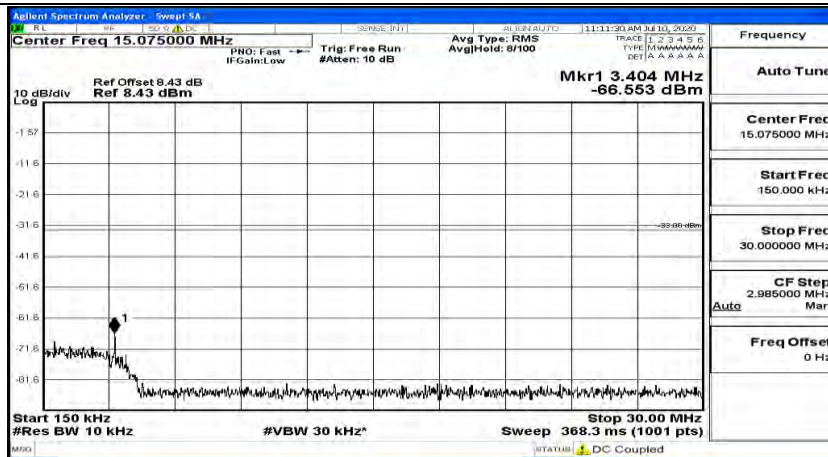 Agilent Spectrum Analyzer - Swept SA
RL RF 50 Ω DC SENSE:INT ALIGN AUTO 11:11:30 AM Jul 10, 2020
Center Freq 15.075000 MHz
PNO: Fast
IFGain:Low
Trig: Free Run
#Atten: 10 dB
Avg Type: RMS
Avg|Hold: 8/100
TRACE 1 2 3 4 5 6
TYPE M WWWWW
DET A A A A A A
Ref Offset 8.43 dB
10 dB/div Ref 8.43 dBm
Log
Mkr1 3.404 MHz
-66.553 dBm
-1.57
-11.6
-21.6
-31.6
-33.00 dBm
-41.6
-51.6
-61.6
1
-71.6
-81.6
Start 150 kHz Stop 30.00 MHz
#Res BW 10 kHz #VBW 30 kHz* Sweep 368.3 ms (1001 pts)
MSG STATUS DC Coupled
Frequency
Auto Tune
Center Freq
15.075000 MHz
Start Freq
150.000 kHz
Stop Freq
30.000000 MHz
CF Step
2.985000 MHz
Auto Man
Freq Offset
0 Hz